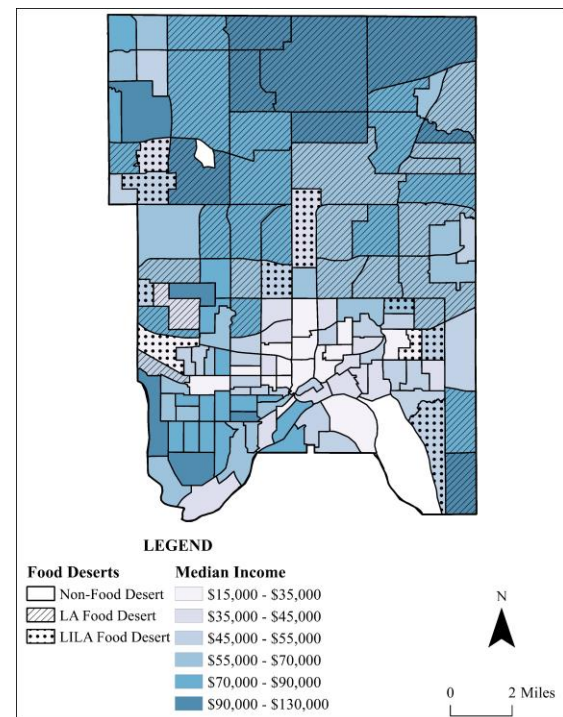 LEGEND
Food Deserts
Non-Food Desert
LA Food Desert
LILA Food Desert
Median Income
$15,000 - $35,000
$35,000 - $45,000
$45,000 - $55,000
$55,000 - $70,000
$70,000 - $90,000
$90,000 - $130,000
N
0 2 Miles